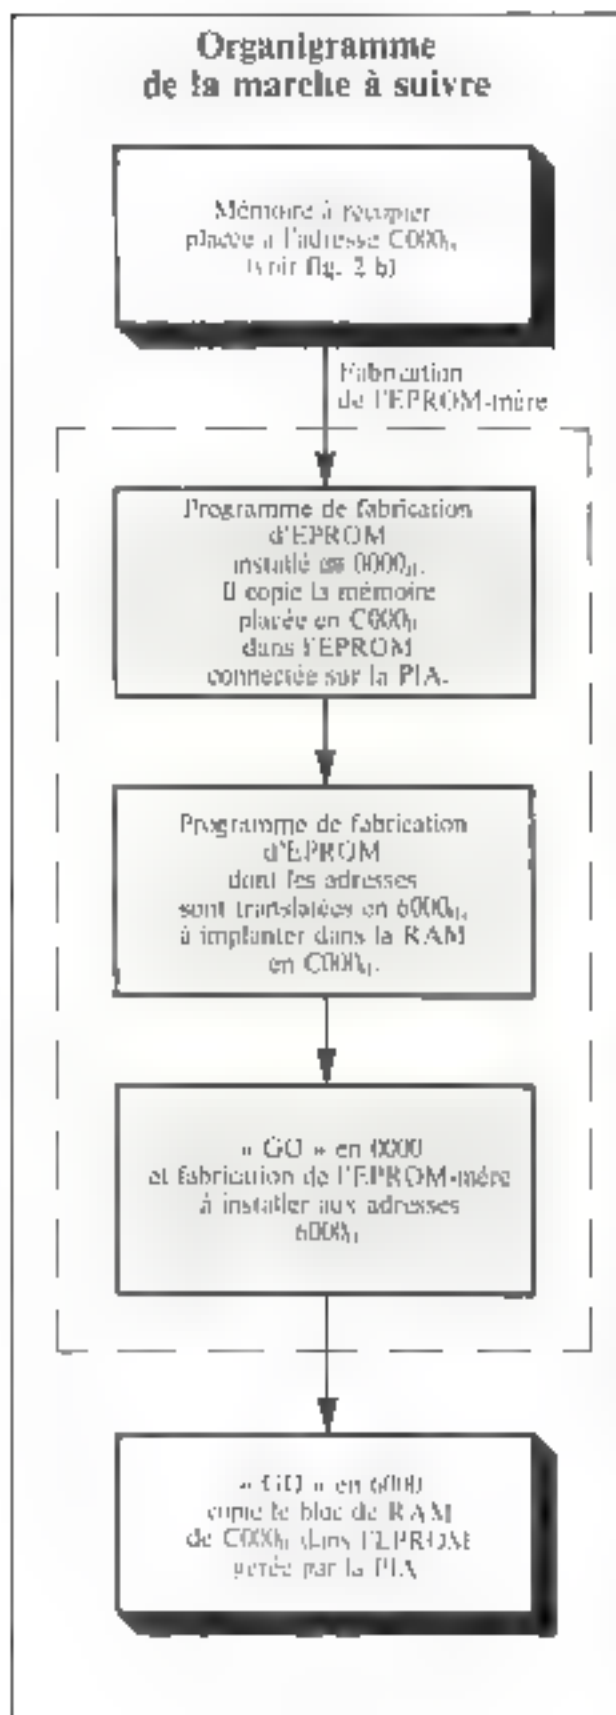 Organigramme
de la marche à suivre
Mémoire à recopier
placée à l'adresse C000H
(voir fig. 2 b)
Fabrication
de l'EPROM-mère
Programme de fabrication
d'EPROM
installé en 0000H.
Il copie la mémoire
placée en C000H
dans l'EPROM
connectée sur la PIA.
Programme de fabrication
d'EPROM
dont les adresses
sont translatées en 6000H,
à implanter dans la RAM
en C000H.
« GO » en 0000
et fabrication de l'EPROM-mére
à installer aux adresses
6000H
« GO » en 6000
copie le bloc de RAM
de C000H dans l'EPROM
gérée par la PIA